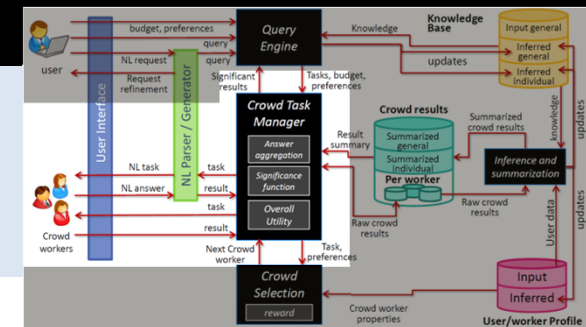 budget, preferences
query
NL request
query
user
Request
refinement
Query
Engine
Knowledge
Knowledge
Base
Input general
Inferred
general
Inferred
individual
updates
Significant
results
Tasks, budget,
preferences
User Interface
NL Parser / Generator
Crowd Task
Manager
Answer
aggregation
Significance
function
Overall
Utility
Result
summary
Crowd results
Summarized
general
Summarized
individual
Per worker
Summarized
crowd results
knowledge
updates
Inference and
summarization
Raw crowd
results
Raw crowd
results
User data
updates
NL task
task
NL answer
result
task
result
Crowd
workers
Next Crowd
worker
Task,
preferences
Crowd
Selection
reward
Crowd worker
properties
Input
Inferred
User/worker Profile